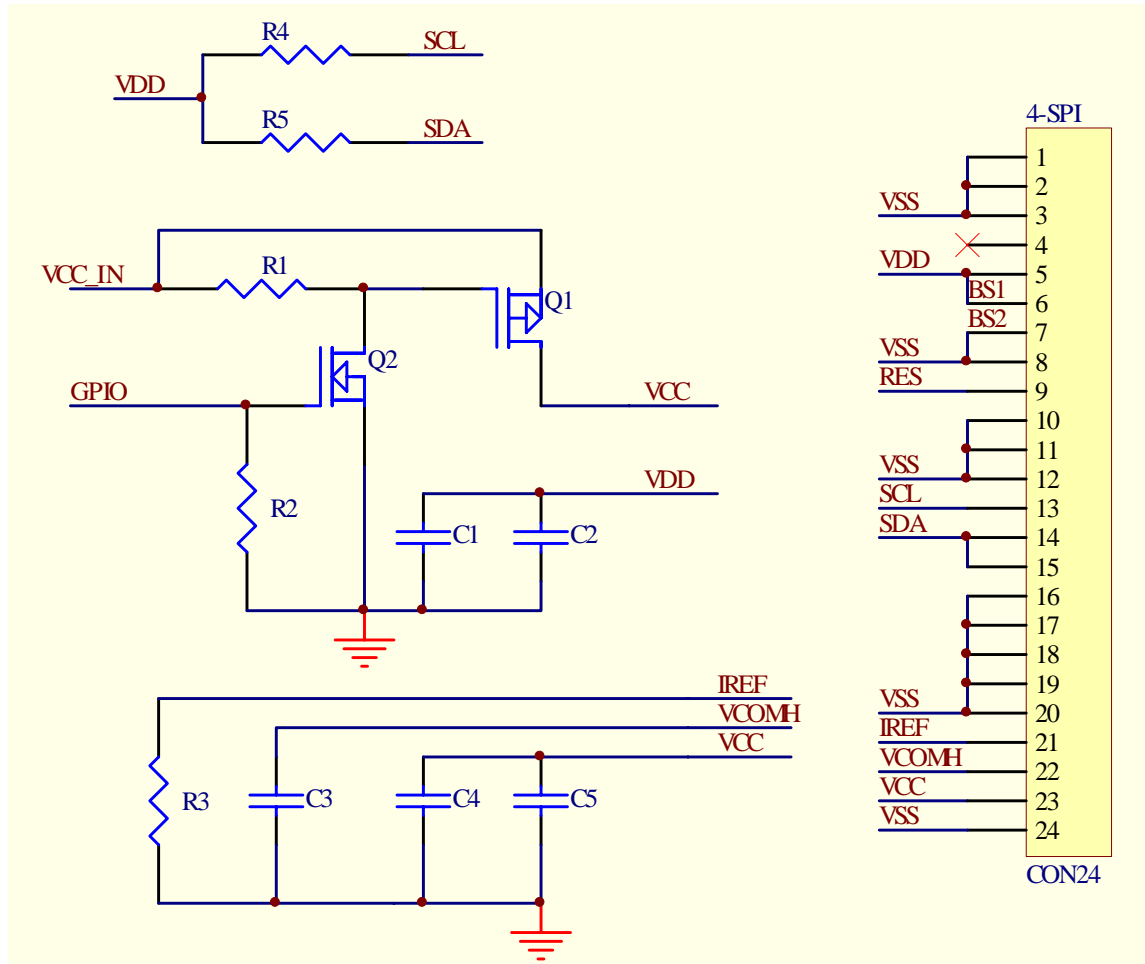 R4
SCL
VDD
R5
SDA
VCC_IN
R1
Q1
Q2
GPIO
VCC
R2
VDD
C1
C2
IREF
VCOMH
VCC
R3
C3
C4
C5
4-SPI
1
2
VSS 3
4
VDD 5
BS1 6
BS2 7
VSS 8
RES 9
10
11
VSS 12
SCL 13
SDA 14
15
16
17
18
19
VSS 20
IREF 21
VCOMH 22
VCC 23
VSS 24
CON24